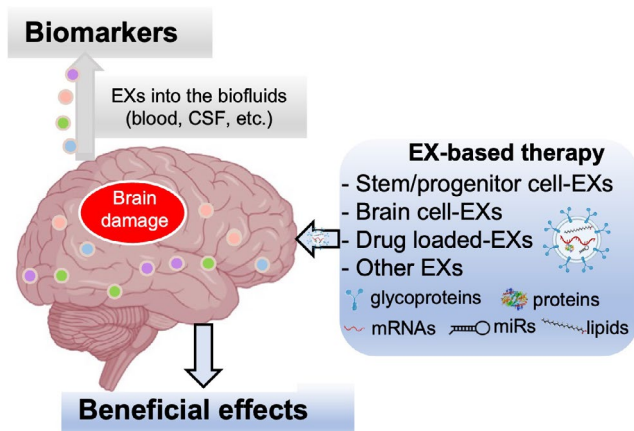 Biomarkers
EXs into the biofluids
(blood, CSF, etc.)
Brain
damage
EX-based therapy
- Stem/progenitor cell-EXs
- Brain cell-EXs
- Drug loaded-EXs
- Other EXs
glycoproteins proteins
mRNAs miRs lipids
Beneficial effects